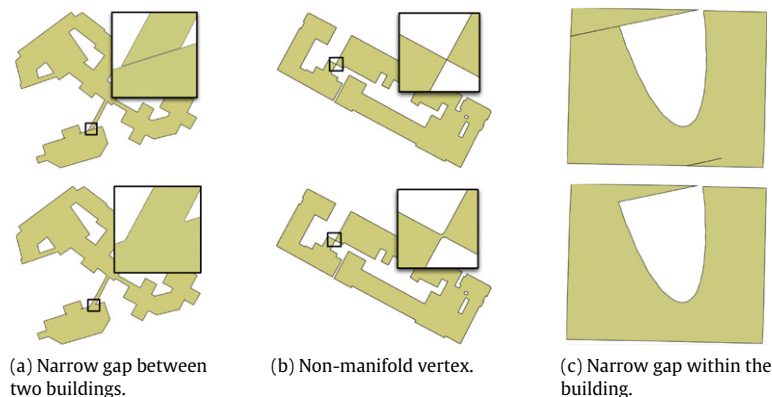 (a) Narrow gap between
two buildings.
(b) Non-manifold vertex.
(c) Narrow gap within the
building.